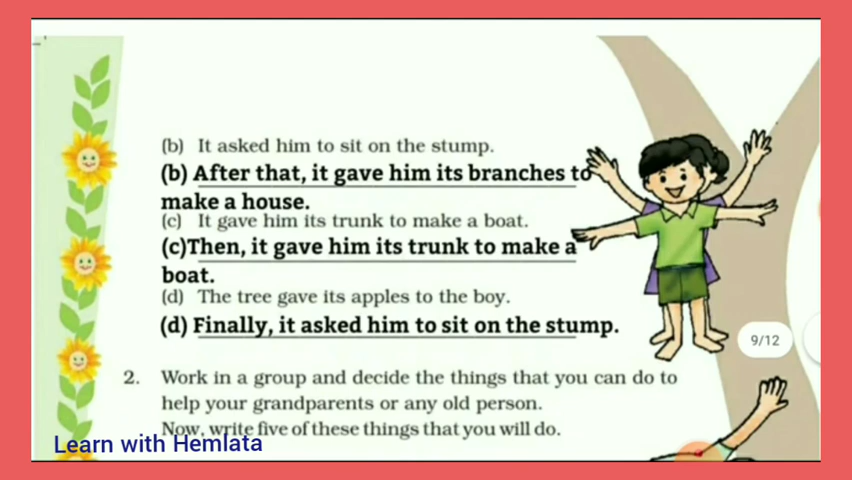 (b) It asked him to sit on the stump.
(b) After that, it gave him its branches to
make a house.
(c) It gave him its trunk to make a boat.
(c)Then, it gave him its trunk to make a
boat.
(d) The tree gave its apples to the boy.
(d) Finally, it asked him to sit on the stump.
9/12
2. Work in a group and decide the things that you can do to
help your grandparents or any old person.
Now, write five of these things that you will do.
Learn with Hemlata